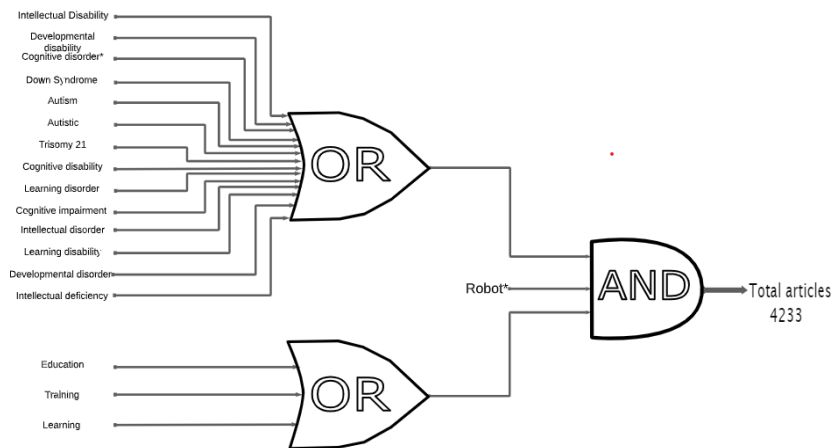 Intellectual Disability
Developmental
disability
Cognitive disorder*
Down Syndrome
Autism
Autistic
Trisomy 21
Cognitive disability
Learning disorder
Cognitive impairment
Intellectual disorder
Learning disability
Developmental disorder
Intellectual deficiency
OR
Robot*
AND
Total articles
4233
Education
Training
Learning
OR